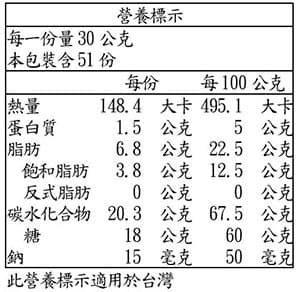 營養標示
每一份量 30 公克
本包裝含 51 份
每份 每 100 公克
熱量 148.4 大卡 495.1 大卡
蛋白質 1.5 公克 5 公克
脂肪 6.8 公克 22.5 公克
飽和脂肪 3.8 公克 12.5 公克
反式脂肪 0 公克 0 公克
碳水化合物 20.3 公克 67.5 公克
糖 18 公克 60 公克
鈉 15 毫克 50 毫克
此營養標示適用於台灣